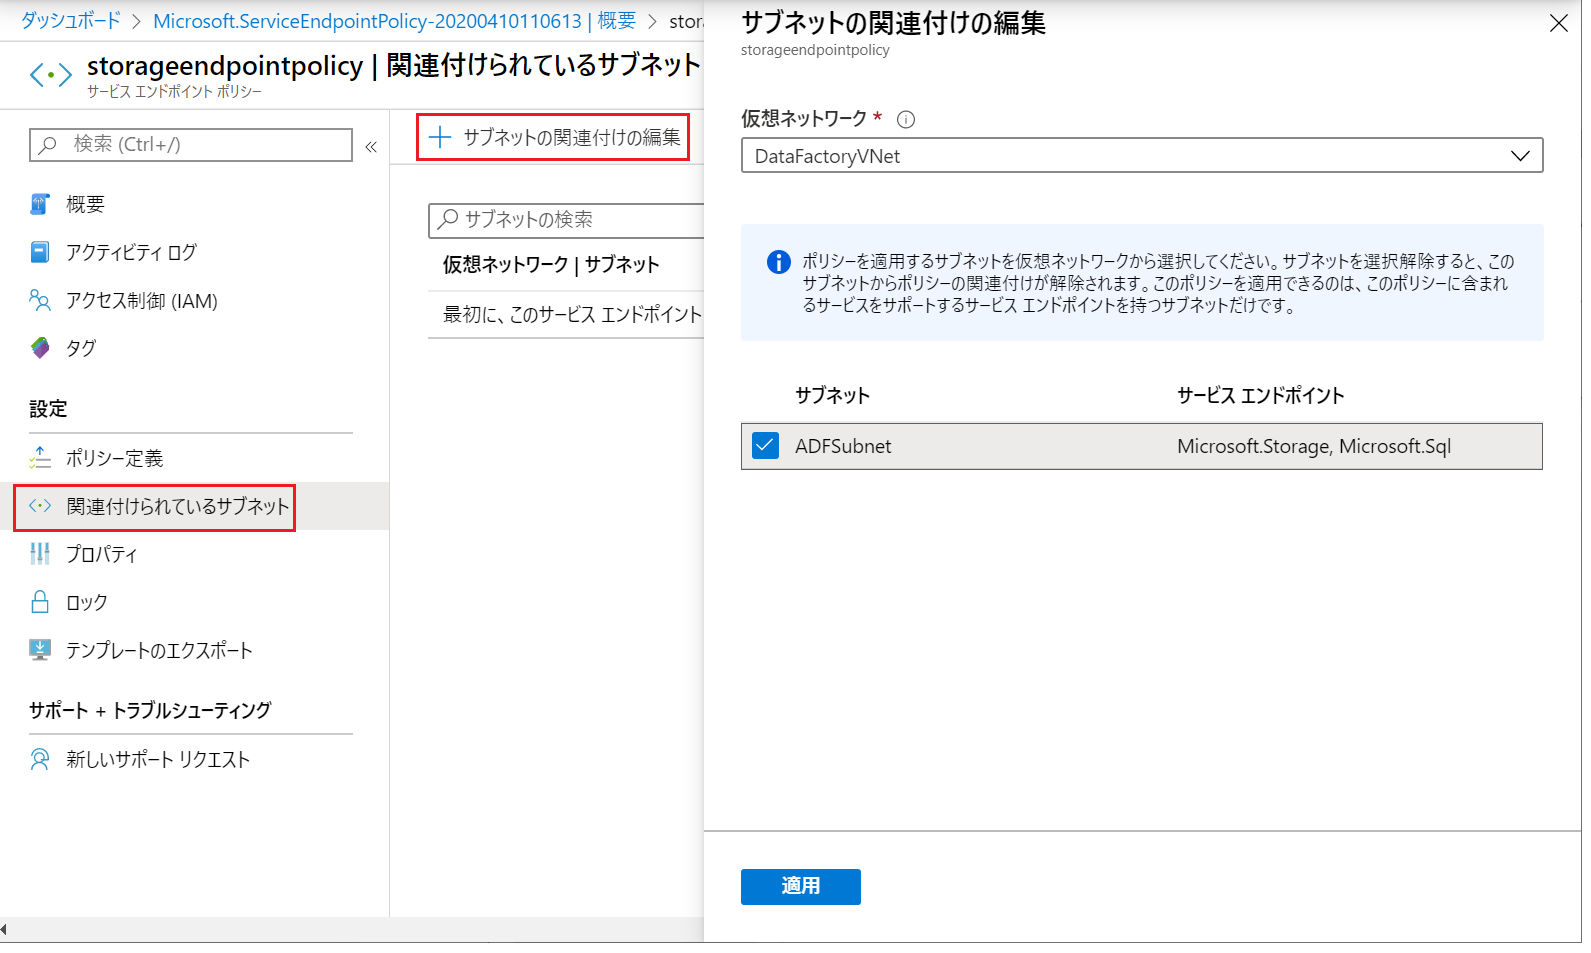 ダッシュボード > Microsoft.ServiceEndpointPolicy-20200410110613 | 概要 >
storageendpointpolicy | 関連付けられているサブネット
サービス エンドポイント ポリシー
検索 (Ctrl+/)
«
概要
アクティビティ ログ
アクセス制御 (IAM)
タグ
設定
ポリシー定義
関連付けられているサブネット
プロパティ
ロック
テンプレートのエクスポート
サポート + トラブルシューティング
新しいサポート リクエスト
サブネットの関連付けの編集
サブネットの検索
仮想ネットワーク | サブネット
最初に、このサービス エンドポイント
サブネットの関連付けの編集
storageendpointpolicy
仮想ネットワーク *
DataFactoryVNet
ポリシーを適用するサブネットを仮想ネットワークから選択してください。サブネットを選択解除すると、この
サブネットからポリシーの関連付けが解除されます。このポリシーを適用できるのは、このポリシーに含まれ
るサービスをサポートするサービス エンドポイントを持つサブネットだけです。
サブネット サービス エンドポイント
ADFSubnet Microsoft.Storage, Microsoft.Sql
適用